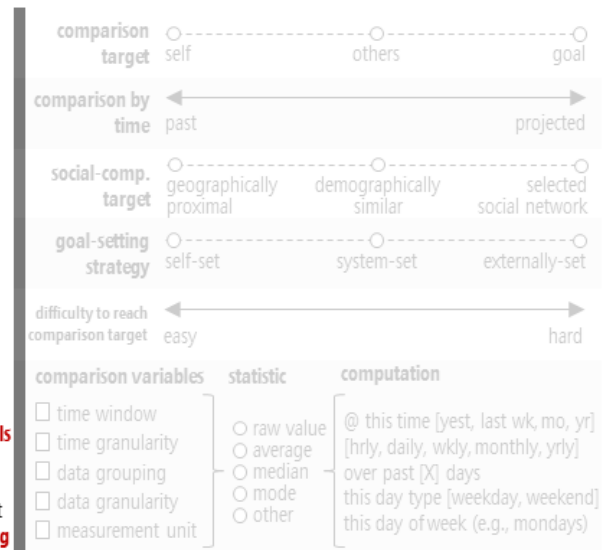 comparison target
self others goal
comparison by time
past projected
social-comp. target
geographically proximal demographically similar selected social network
goal-setting strategy
self-set system-set externally-set
difficulty to reach comparison target
easy hard
comparison variables statistic computation
time window
time granularity
data grouping
data granularity
measurement unit
raw value
average
median
mode
other
@ this time [yest, last wk, mo, yr]
[hrly, daily, wkly, monthly, yrly]
over past [X] days
this day type [weekday, weekend]
this day of week (e.g., mondays)